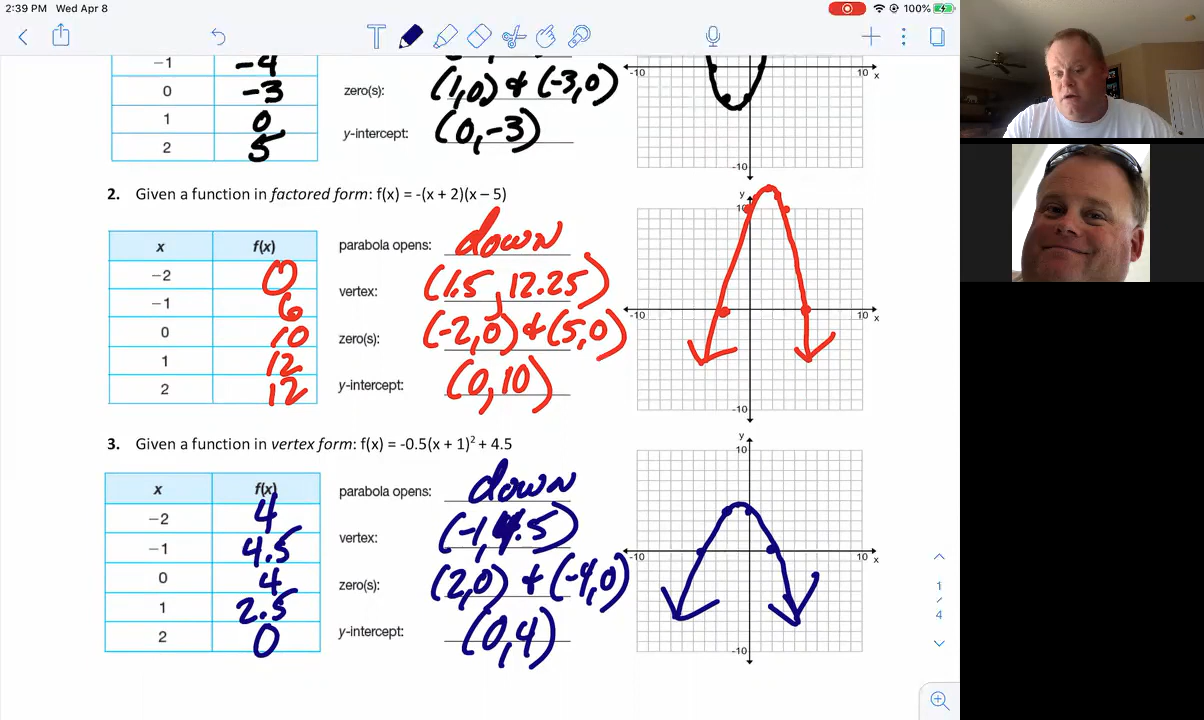 2:39 PM Wed Apr 8 100%
-1 -4
0 -3 zero(s): (1,0) & (-3,0) -10 10 x
1 0 y-intercept: (0,-3)
2 5 -10
2. Given a function in factored form: f(x) = -(x + 2)(x – 5) y
10
x f(x) parabola opens: down
-2 0 vertex: (1.5, 12.25)
-1 6
0 10 zero(s): (-2,0) & (5,0) -10 10 x
1 12
2 12 y-intercept: (0,10)
-10
3. Given a function in vertex form: f(x) = -0.5(x + 1)² + 4.5 y
10
x f(x) parabola opens: down
-2 4 vertex: (-1, 4.5)
-1 4.5 -10 10 x
0 4 zero(s): (2,0) & (-4,0)
1 2.5
2 0 y-intercept: (0,4)
-10
1
/
4